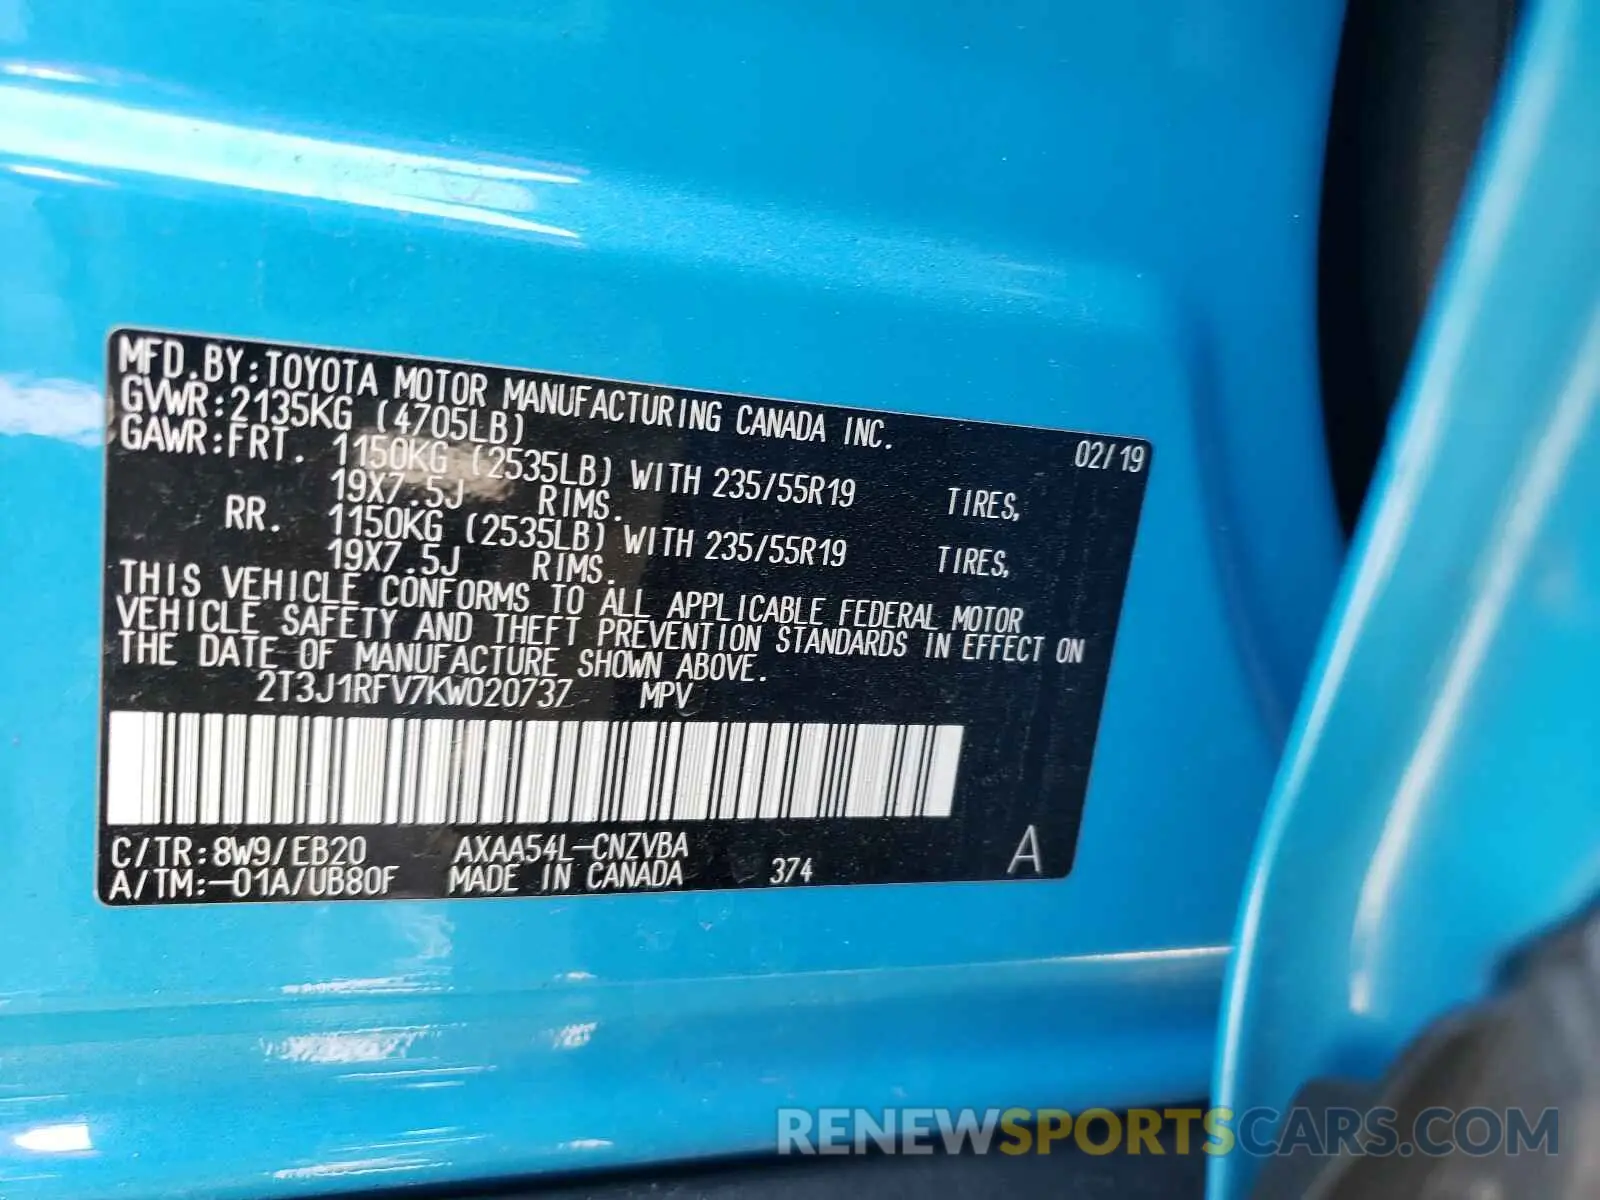 MFD.BY:TOYOTA MOTOR MANUFACTURING CANADA INC.
GVWR:2135KG (4705LB) 02/19
GAWR:FRT. 1150KG (2535LB) WITH 235/55R19 TIRES,
19X7.5J RIMS.
RR. 1150KG (2535LB) WITH 235/55R19 TIRES,
19X7.5J RIMS.
THIS VEHICLE CONFORMS TO ALL APPLICABLE FEDERAL MOTOR
VEHICLE SAFETY AND THEFT PREVENTION STANDARDS IN EFFECT ON
THE DATE OF MANUFACTURE SHOWN ABOVE.
2T3J1RFV7KW020737 MPV
C/TR:8W9/EB20 AXAA54L-CNZVBA
A/TM:-01A/UB80F MADE IN CANADA 374 A
RENEWSPORTSCARS.COM